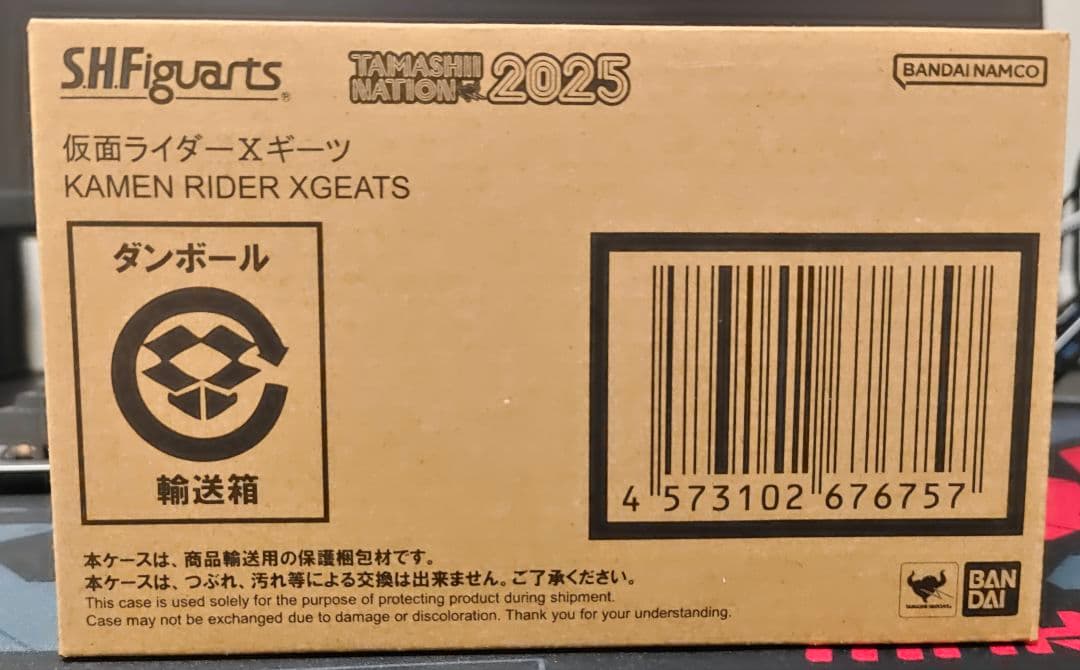 S.H.Figuarts®
TAMASHII
NATION 2025
BANDAI NAMCO
仮面ライダーXギーツ
KAMEN RIDER XGEATS
ダンボール
輸送箱
4 573102 676757
本ケースは、商品輸送用の保護梱包材です。
本ケースは、つぶれ、汚れ等による交換は出来ません。ご了承ください。
This case is used solely for the purpose of protecting product during shipment.
Case may not be exchanged due to damage or discoloration. Thank you for your understanding.
TAMASHII NATIONS
BAN
DAI